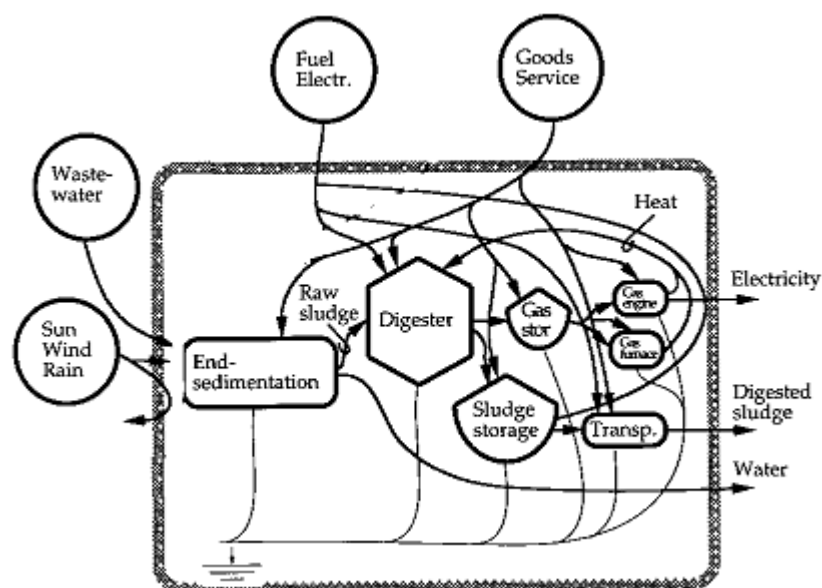 Fuel
Electr.
Goods
Service
Waste-
water
Heat
Electricity
Raw
sludge
Digester
Gas
stor
Gas
engine
Gas
furnace
Sun
Wind
Rain
End-
sedimentation
Sludge
storage
Transp.
Digested
sludge
Water